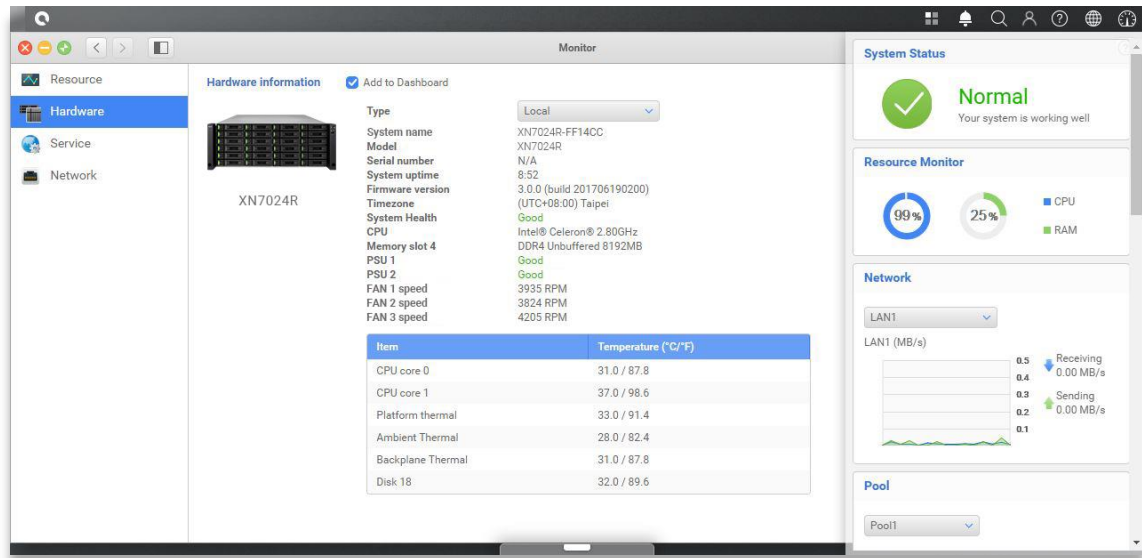 Monitor
Resource
Hardware
Service
Network
Hardware information
Add to Dashboard
XN7024R
Type Local
System name XN7024R-FF14CC
Model XN7024R
Serial number N/A
System uptime 8:52
Firmware version 3.0.0 (build 201706190200)
Timezone (UTC+08:00) Taipei
System Health Good
CPU Intel® Celeron® 2.80GHz
Memory slot 4 DDR4 Unbuffered 8192MB
PSU 1 Good
PSU 2 Good
FAN 1 speed 3935 RPM
FAN 2 speed 3824 RPM
FAN 3 speed 4205 RPM
Item Temperature (°C/°F)
CPU core 0 31.0 / 87.8
CPU core 1 37.0 / 98.6
Platform thermal 33.0 / 91.4
Ambient Thermal 28.0 / 82.4
Backplane Thermal 31.0 / 87.8
Disk 18 32.0 / 89.6
System Status
Normal
Your system is working well
Resource Monitor
99%
25%
CPU
RAM
Network
LAN1
LAN1 (MB/s)
0.5
0.4
0.3
0.2
0.1
Receiving
0.00 MB/s
Sending
0.00 MB/s
Pool
Pool1